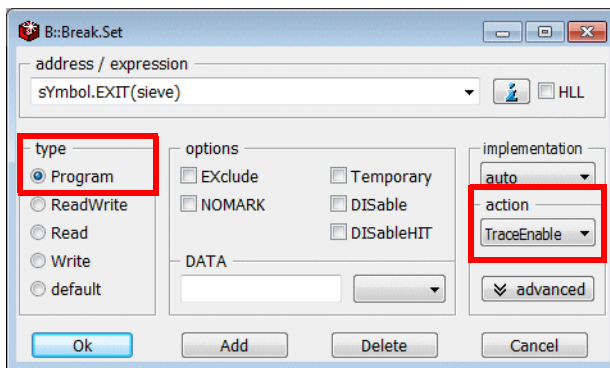 B::Break.Set
address / expression
sYmbol.EXIT(sieve)
HLL
type
Program
ReadWrite
Read
Write
default
options
EXclude
NOMARK
Temporary
DISable
DISableHIT
DATA
implementation
auto
action
TraceEnable
advanced
Ok
Add
Delete
Cancel